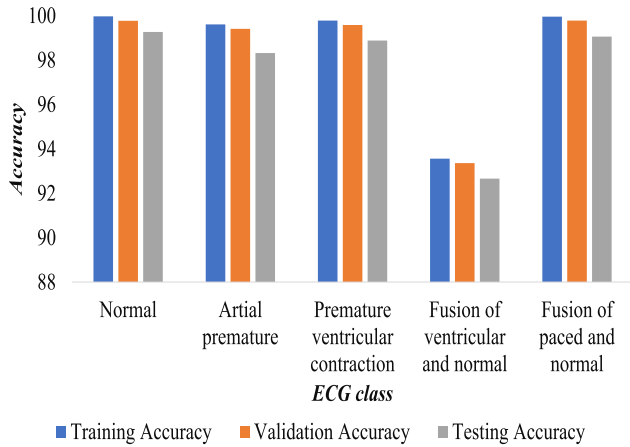 100
98
96
94
92
90
88
Accuracy
Normal
Artial
premature
Premature
ventricular
contraction
Fusion of
ventricular
and normal
Fusion of
paced and
normal
ECG class
Training Accuracy
Validation Accuracy
Testing Accuracy